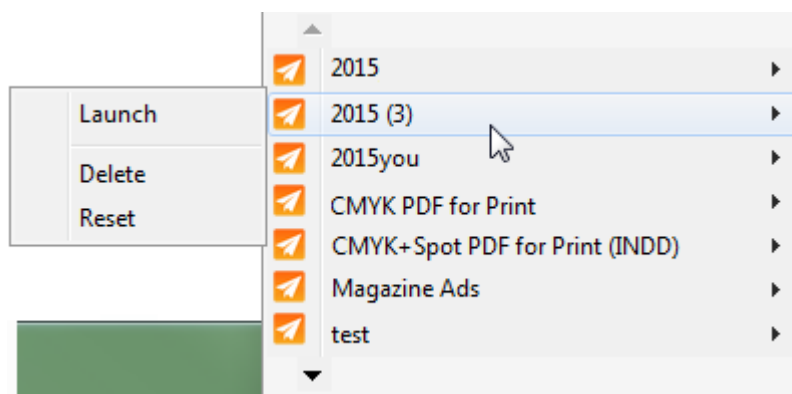 2015
2015 (3)
2015you
CMYK PDF for Print
CMYK+Spot PDF for Print (INDD)
Magazine Ads
test
Launch
Delete
Reset